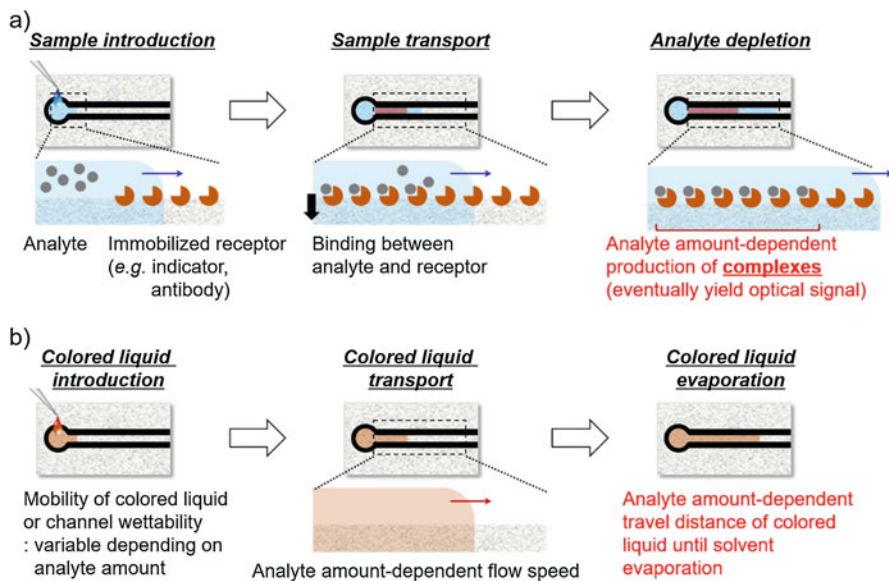 a)
Sample introduction
Sample transport
Analyte depletion
Analyte
Immobilized receptor
(e.g. indicator,
antibody)
Binding between
analyte and receptor
Analyte amount-dependent
production of complexes
(eventually yield optical signal)
b)
Colored liquid
introduction
Colored liquid
transport
Colored liquid
evaporation
Mobility of colored liquid
or channel wettability
: variable depending on
analyte amount
Analyte amount-dependent flow speed
Analyte amount-dependent
travel distance of colored
liquid until solvent
evaporation